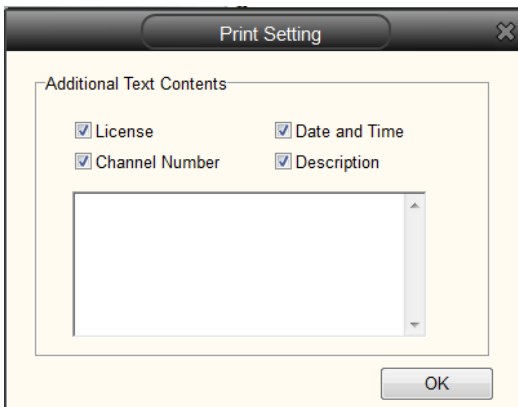 Print Setting
Additional Text Contents
License
Date and Time
Channel Number
Description
OK